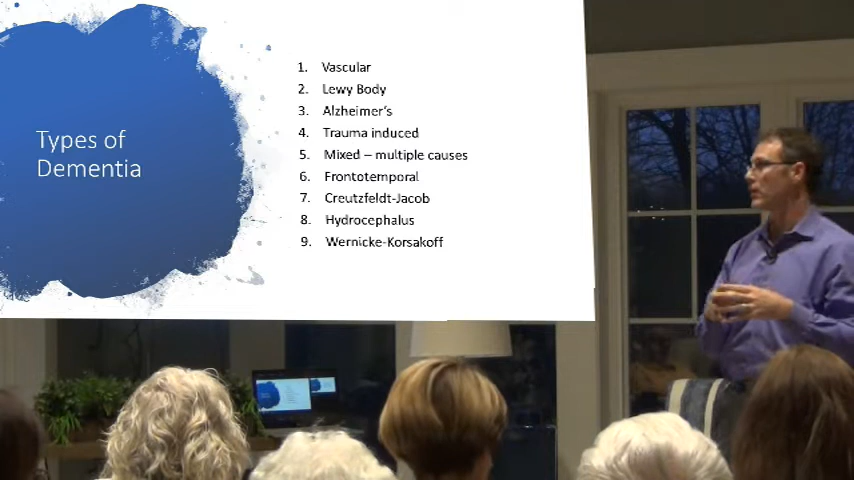 Types of
Dementia
1. Vascular
2. Lewy Body
3. Alzheimer's
4. Trauma induced
5. Mixed – multiple causes
6. Frontotemporal
7. Creutzfeldt-Jacob
8. Hydrocephalus
9. Wernicke-Korsakoff